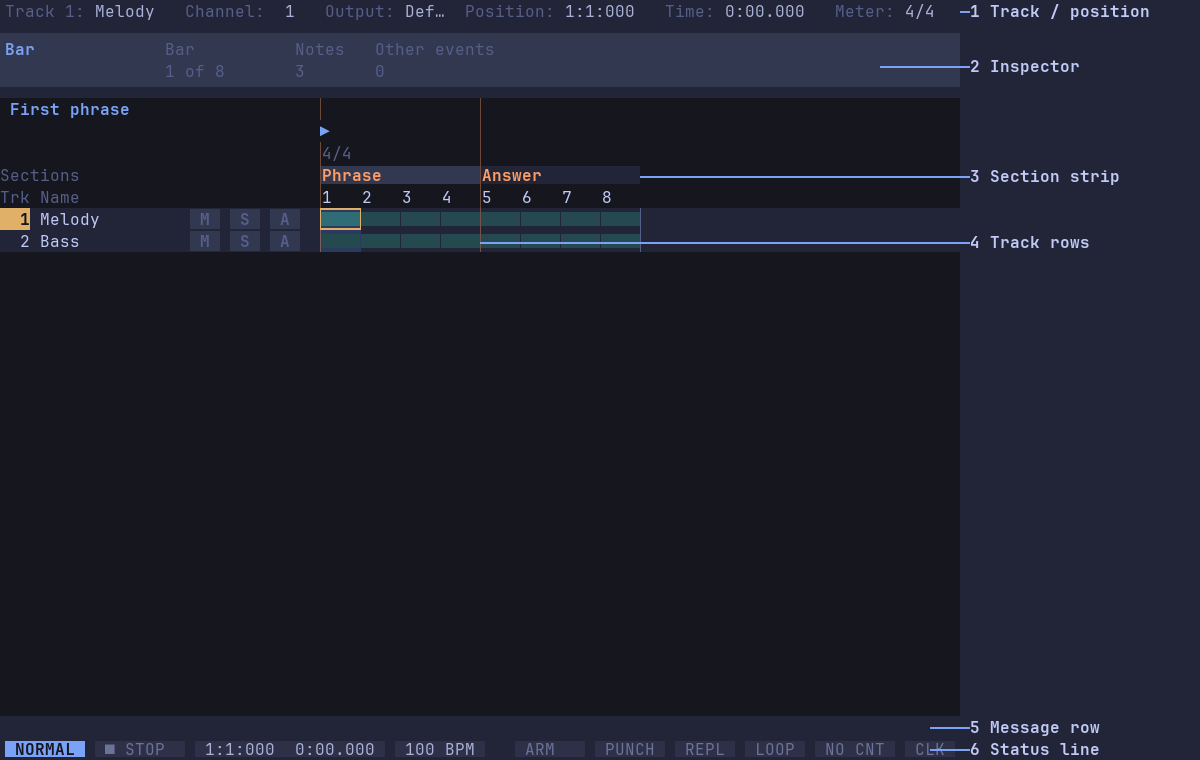 Track 1: Melody Channel: 1 Output: Def… Position: 1:1:000 Time: 0:00.000 Meter: 4/4 1 Track / position
Bar Bar Notes Other events
1 of 8 3 0 2 Inspector
First phrase
4/4
Sections Phrase Answer 3 Section strip
Trk Name 1 2 3 4 5 6 7 8
1 Melody M S A
2 Bass M S A 4 Track rows
5 Message row
NORMAL STOP 1:1:000 0:00.000 100 BPM ARM PUNCH REPL LOOP NO CNT CLK 6 Status line